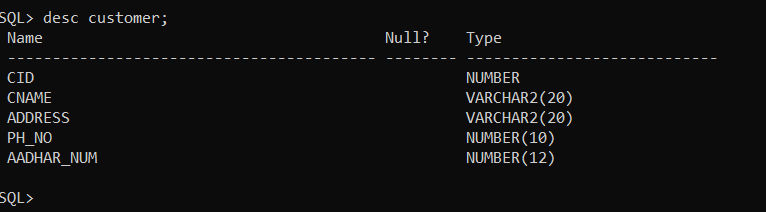 SQL> desc customer;
 Name                                      Null?    Type
 ----------------------------------------- -------- ----------------------------
 CID                                                NUMBER
 CNAME                                              VARCHAR2(20)
 ADDRESS                                            VARCHAR2(20)
 PH_NO                                              NUMBER(10)
 AADHAR_NUM                                         NUMBER(12)
SQL>